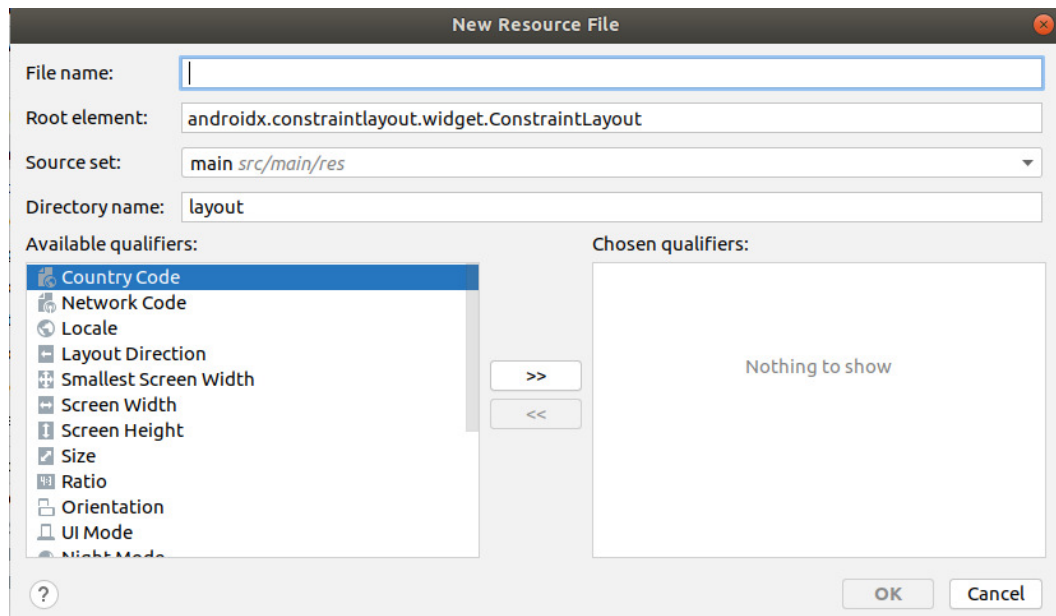 New Resource File
File name:
Root element: androidx.constraintlayout.widget.ConstraintLayout
Source set: main src/main/res
Directory name: layout
Available qualifiers:
Chosen qualifiers:
Country Code
Network Code
Locale
Layout Direction
Smallest Screen Width
Screen Width
Screen Height
Size
Ratio
Orientation
UI Mode
Night Mode
>>
<<
Nothing to show
?
OK
Cancel